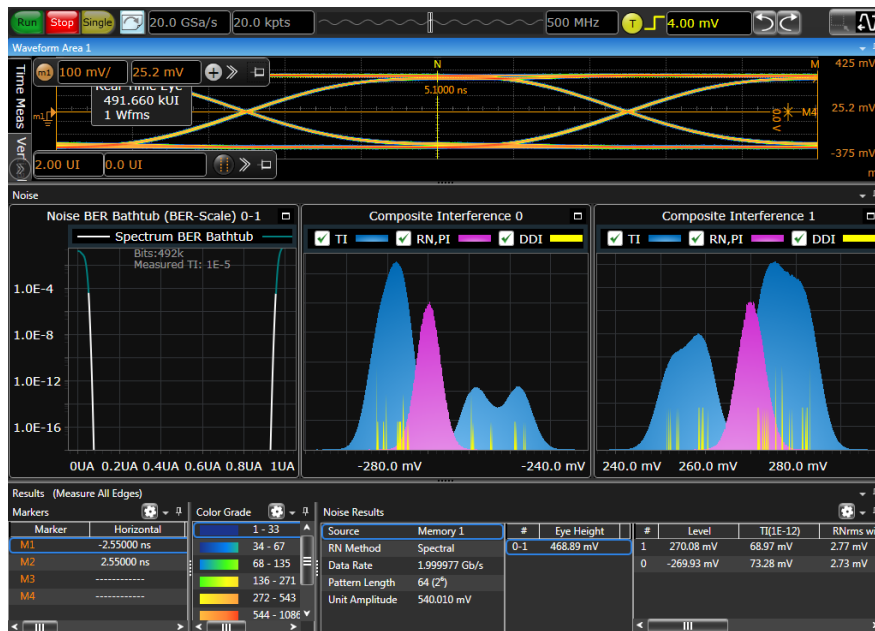 Run Stop Single 20.0 GSa/s 20.0 kpts 500 MHz T 4.00 mV
Waveform Area 1
Time Meas
m1 100 mV/ 25.2 mV
N
M
425 mV
Real Time Eye
491.660 kUI
1 Wfms
5.1000 ns
m1
0.0 V
M4
25.2 mV
2.00 UI 0.0 UI
-375 mV
Noise
Noise BER Bathtub (BER-Scale) 0-1
Spectrum BER Bathtub
Bits:492k
Measured TI: 1E-5
1.0E-4
1.0E-8
1.0E-12
1.0E-16
0UA 0.2UA 0.4UA 0.6UA 0.8UA 1UA
Composite Interference 0
TI RN,PI DDI
-280.0 mV -240.0 mV
Composite Interference 1
TI RN,PI DDI
240.0 mV 260.0 mV 280.0 mV
Results (Measure All Edges)
Markers
Marker Horizontal
M1 -2.55000 ns
M2 2.55000 ns
M3 ------------
M4 ------------
Color Grade
1 - 33
34 - 67
68 - 135
136 - 271
272 - 543
544 - 1086
Noise Results
Source Memory 1
RN Method Spectral
Data Rate 1.999977 Gb/s
Pattern Length 64 (2⁶)
Unit Amplitude 540.010 mV
# Eye Height
0-1 468.89 mV
# Level TI(1E-12) RNrms wi
1 270.08 mV 68.97 mV 2.77 mV
0 -269.93 mV 73.28 mV 2.73 mV